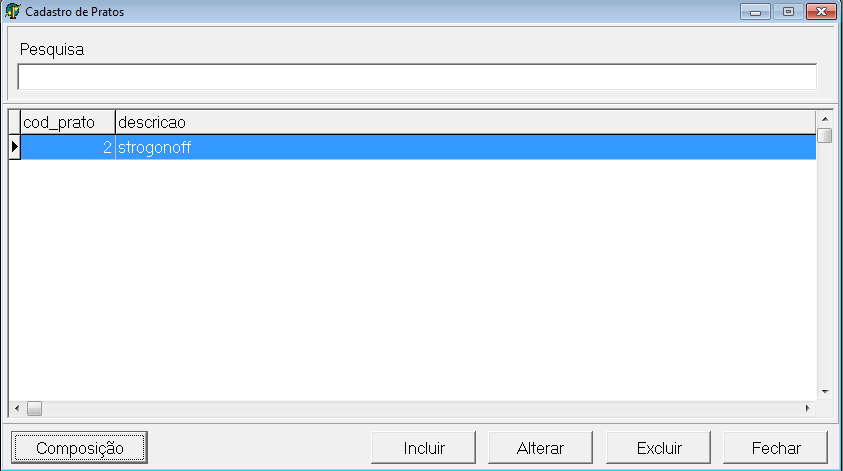 Cadastro de Pratos
Pesquisa
cod_prato descricao
2 strogonoff
Composição Incluir Alterar Excluir Fechar